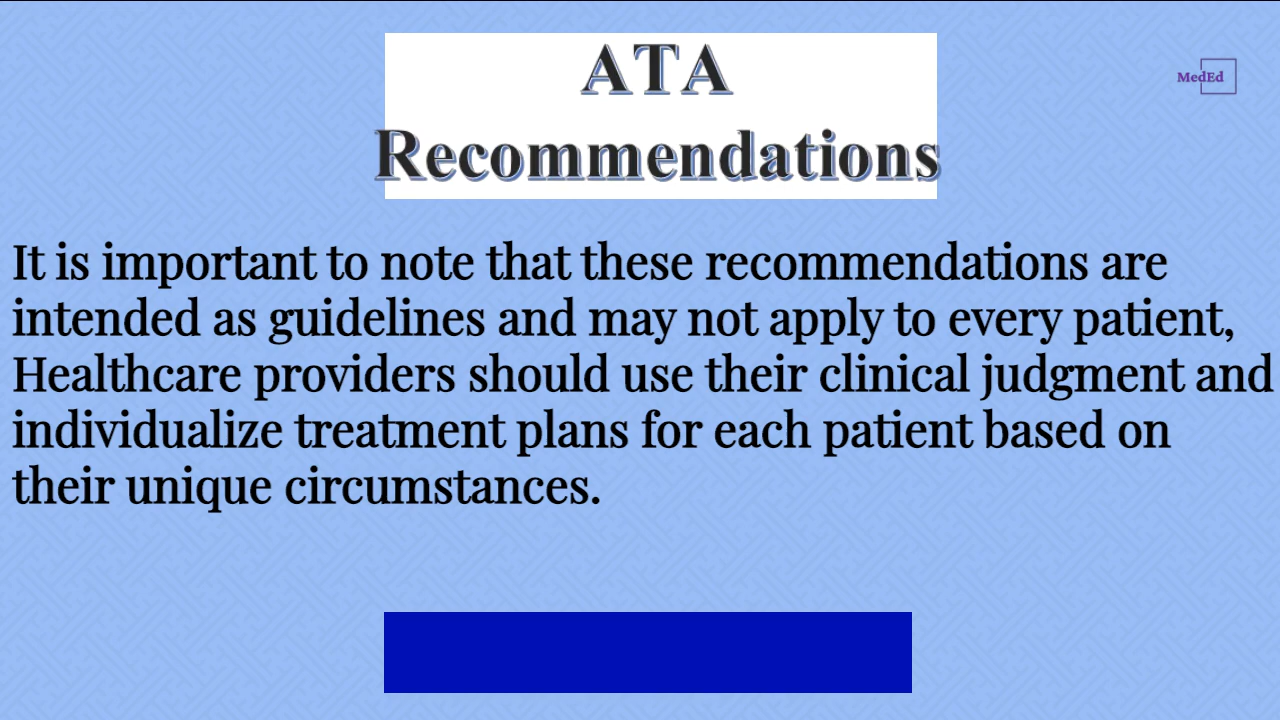 ATA
Recommendations
MedEd
It is important to note that these recommendations are
intended as guidelines and may not apply to every patient,
Healthcare providers should use their clinical judgment and
individualize treatment plans for each patient based on
their unique circumstances.